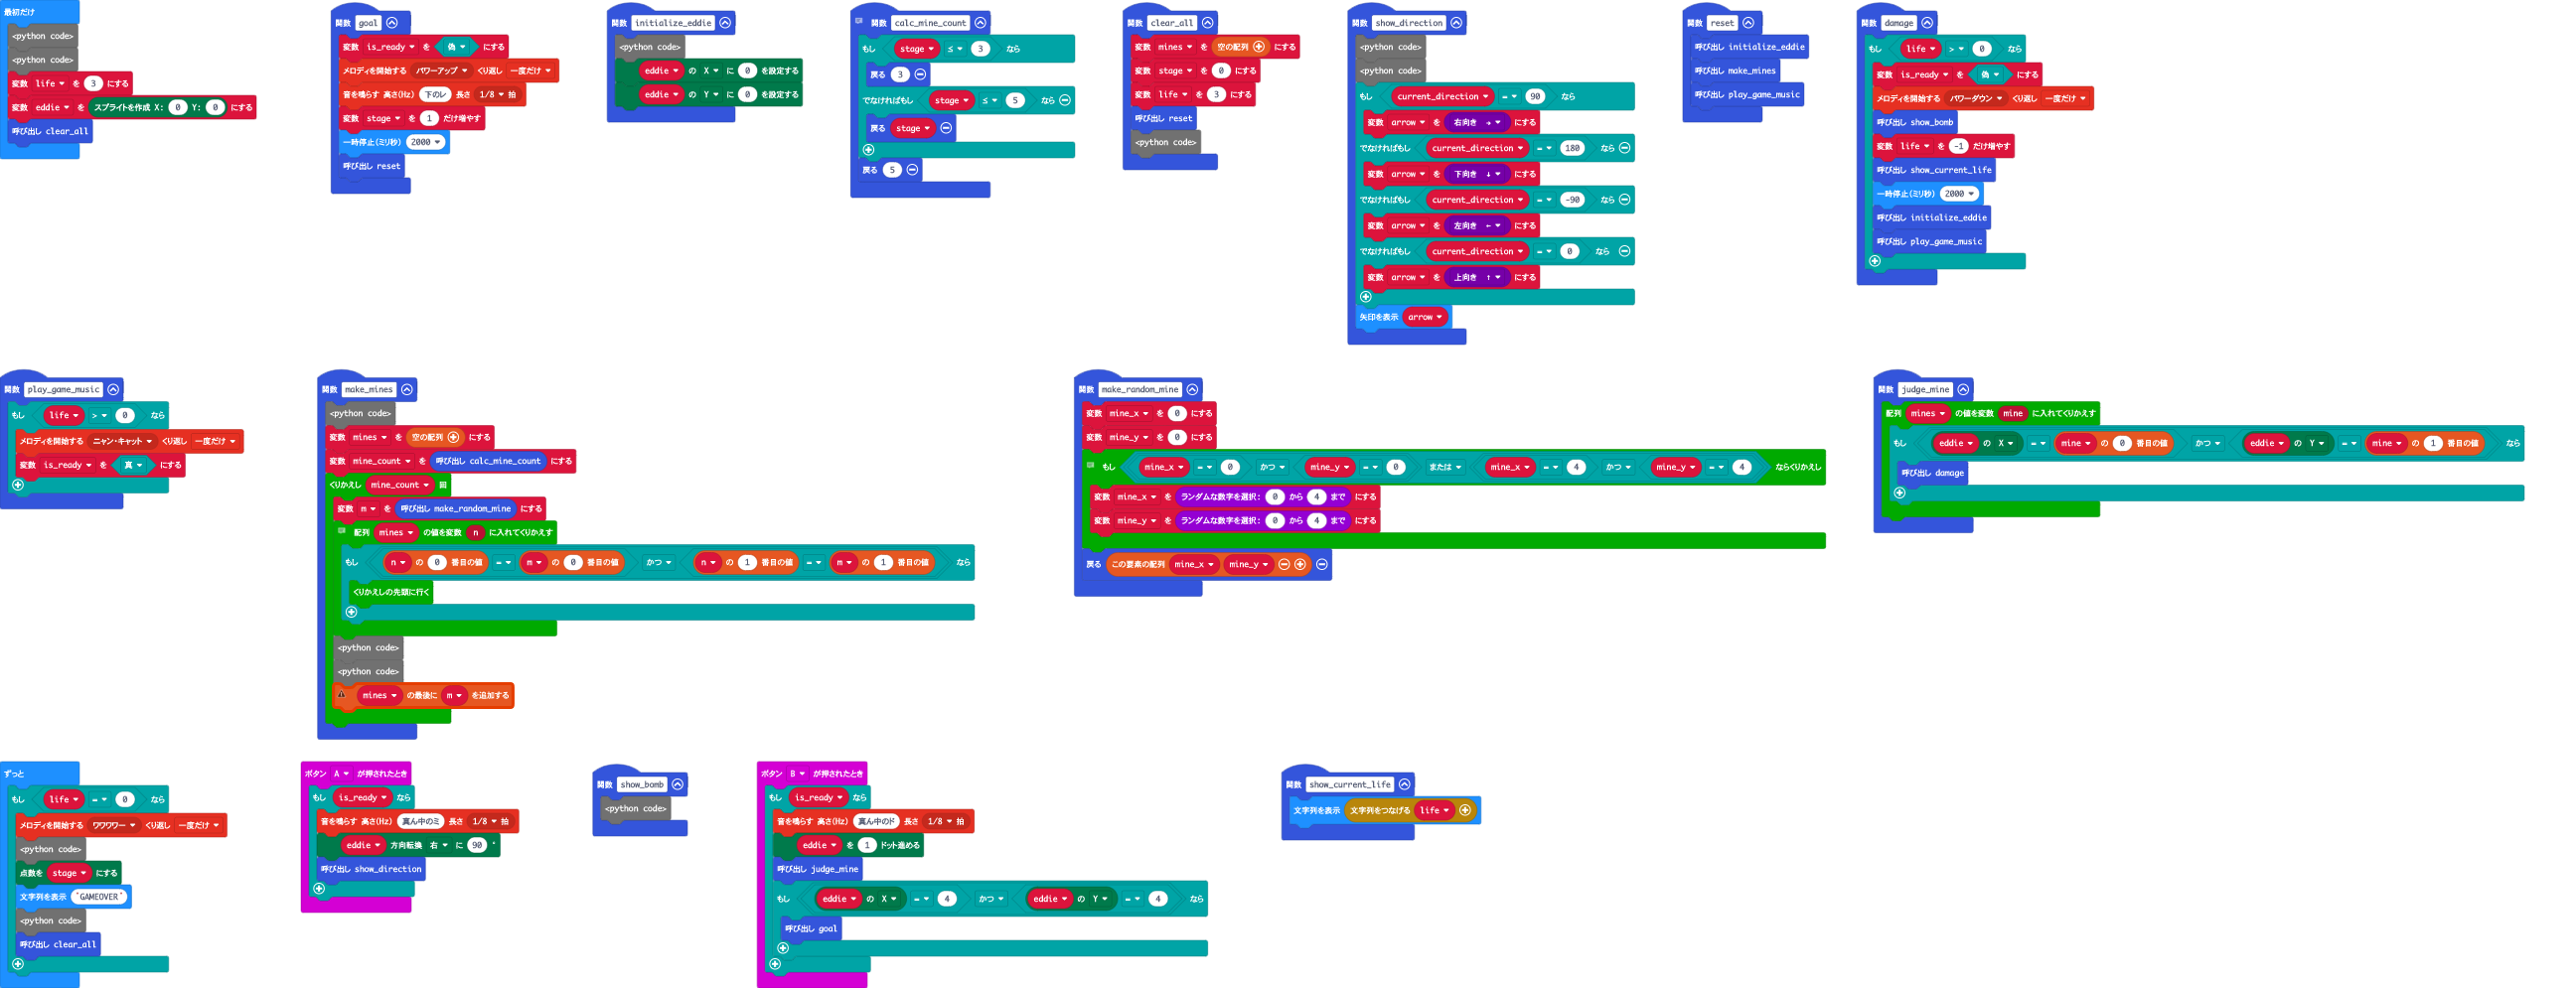 最初だけ
<python code>
<python code>
変数 life を 3 にする
変数 eddie を スプライトを作成 X: 0 Y: 0 にする
呼び出し clear_all
関数 goal
変数 is_ready を 偽 にする
メロディを開始する パワーアップ くり返し 一度だけ
音を鳴らす 高さ(Hz) 下のレ 長さ 1/8 拍
変数 stage を 1 だけ増やす
一時停止(ミリ秒) 2000
呼び出し reset
関数 initialize_eddie
<python code>
eddie の X に 0 を設定する
eddie の Y に 0 を設定する
関数 calc_mine_count
もし stage ≤ 3 なら
戻る 3
でなければもし stage ≤ 5 なら
戻る stage
戻る 5
関数 clear_all
変数 mines を 空の配列 にする
変数 stage を 0 にする
変数 life を 3 にする
呼び出し reset
<python code>
関数 show_direction
<python code>
<python code>
もし current_direction = 90 なら
変数 arrow を 右向き → にする
でなければもし current_direction = 180 なら
変数 arrow を 下向き ↓ にする
でなければもし current_direction = -90 なら
変数 arrow を 左向き ← にする
でなければもし current_direction = 0 なら
変数 arrow を 上向き ↑ にする
矢印を表示 arrow
関数 reset
呼び出し initialize_eddie
呼び出し make_mines
呼び出し play_game_music
関数 damage
もし life > 0 なら
変数 is_ready を 偽 にする
メロディを開始する パワーダウン くり返し 一度だけ
呼び出し show_bomb
変数 life を -1 だけ増やす
呼び出し show_current_life
一時停止(ミリ秒) 2000
呼び出し initialize_eddie
呼び出し play_game_music
関数 play_game_music
もし life > 0 なら
メロディを開始する ニャン・キャット くり返し 一度だけ
変数 is_ready を 真 にする
関数 make_mines
<python code>
変数 mines を 空の配列 にする
変数 mine_count を 呼び出し calc_mine_count にする
くりかえし mine_count 回
変数 m を 呼び出し make_random_mine にする
配列 mines の値を変数 n に入れてくりかえす
もし n の 0 番目の値 = m の 0 番目の値 かつ n の 1 番目の値 = m の 1 番目の値 なら
くりかえしの先頭に行く
<python code>
<python code>
mines の最後に m を追加する
関数 make_random_mine
変数 mine_x を 0 にする
変数 mine_y を 0 にする
もし mine_x = 0 かつ mine_y = 0 または mine_x = 4 かつ mine_y = 4 ならくりかえし
変数 mine_x を ランダムな数字を選択: 0 から 4 まで にする
変数 mine_y を ランダムな数字を選択: 0 から 4 まで にする
戻る この要素の配列 mine_x mine_y
関数 judge_mine
配列 mines の値を変数 mine に入れてくりかえす
もし eddie の X = mine の 0 番目の値 かつ eddie の Y = mine の 1 番目の値 なら
呼び出し damage
ずっと
もし life = 0 なら
メロディを開始する ワワワワー くり返し 一度だけ
<python code>
点数を stage にする
文字列を表示 "GAMEOVER"
<python code>
呼び出し clear_all
ボタン A が押されたとき
もし is_ready なら
音を鳴らす 高さ(Hz) 真ん中のミ 長さ 1/8 拍
eddie 方向転換 右 に 90 °
呼び出し show_direction
関数 show_bomb
<python code>
ボタン B が押されたとき
もし is_ready なら
音を鳴らす 高さ(Hz) 真ん中のド 長さ 1/8 拍
eddie を 1 ドット進める
呼び出し judge_mine
もし eddie の X = 4 かつ eddie の Y = 4 なら
呼び出し goal
関数 show_current_life
文字列を表示 文字列をつなげる life